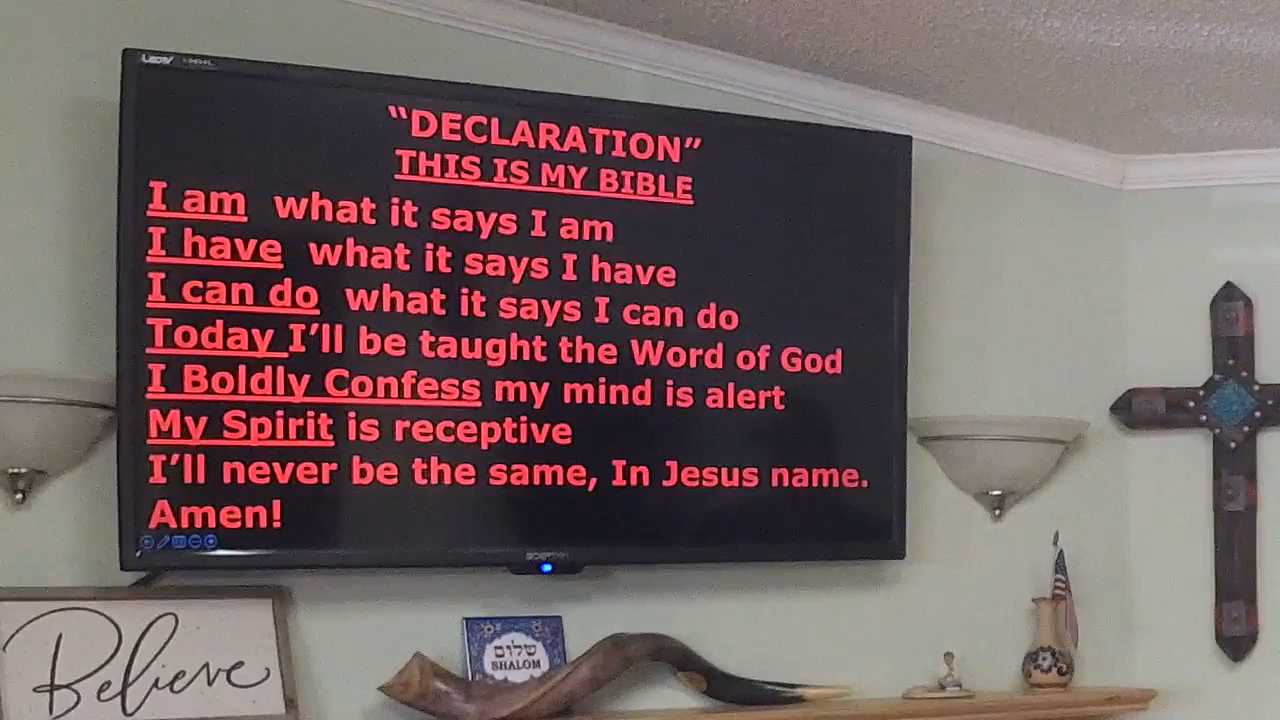 LEDTV
“DECLARATION”
THIS IS MY BIBLE
I am what it says I am
I have what it says I have
I can do what it says I can do
Today I’ll be taught the Word of God
I Boldly Confess my mind is alert
My Spirit is receptive
I’ll never be the same, In Jesus name.
Amen!
SCEPTRE
Believe
שלום
SHALOM